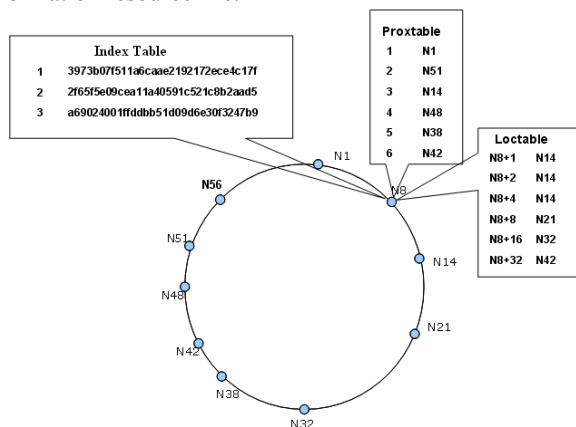 Index Table
1 3973b07f511a6caae2192172ece4c17f
2 2f65f5e09cea11a40591c521c8b2aad5
3 a69024001ffddbb51d09d6e30f3247b9
Proxtable
1 N1
2 N51
3 N14
4 N48
5 N38
6 N42
Loctable
N8+1 N14
N8+2 N14
N8+4 N14
N8+8 N21
N8+16 N32
N8+32 N42
N1
N8
N56
N51
N14
N48
N21
N42
N38
N32